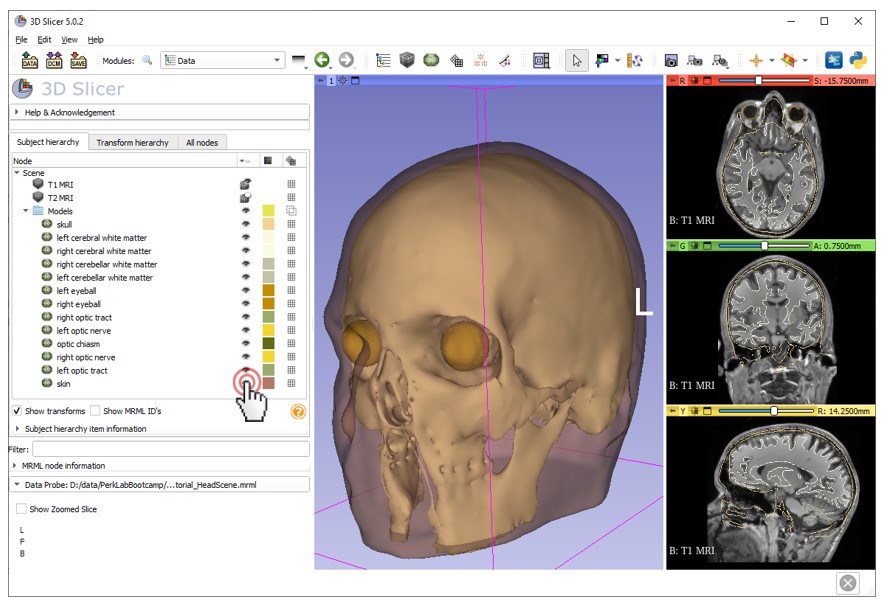 3D Slicer 5.0.2
File Edit View Help
DATA DCM SAVE Modules: Data
3D Slicer
Help & Acknowledgement
Subject hierarchy Transform hierarchy All nodes
Node
Scene
T1 MRI
T2 MRI
Models
skull
left cerebral white matter
right cerebral white matter
right cerebellar white matter
left cerebellar white matter
left eyeball
right eyeball
right optic tract
left optic nerve
optic chiasm
right optic nerve
left optic tract
skin
Show transforms Show MRML ID's
Subject hierarchy item information
Filter:
MRML node information
Data Probe: D:/data/PerkLabBootcamp/...torial_HeadScene.mrml
Show Zoomed Slice
L
F
B
1
L
R S: -15.7500mm
B: T1 MRI
G A: 0.7500mm
B: T1 MRI
Y R: 14.2500mm
B: T1 MRI